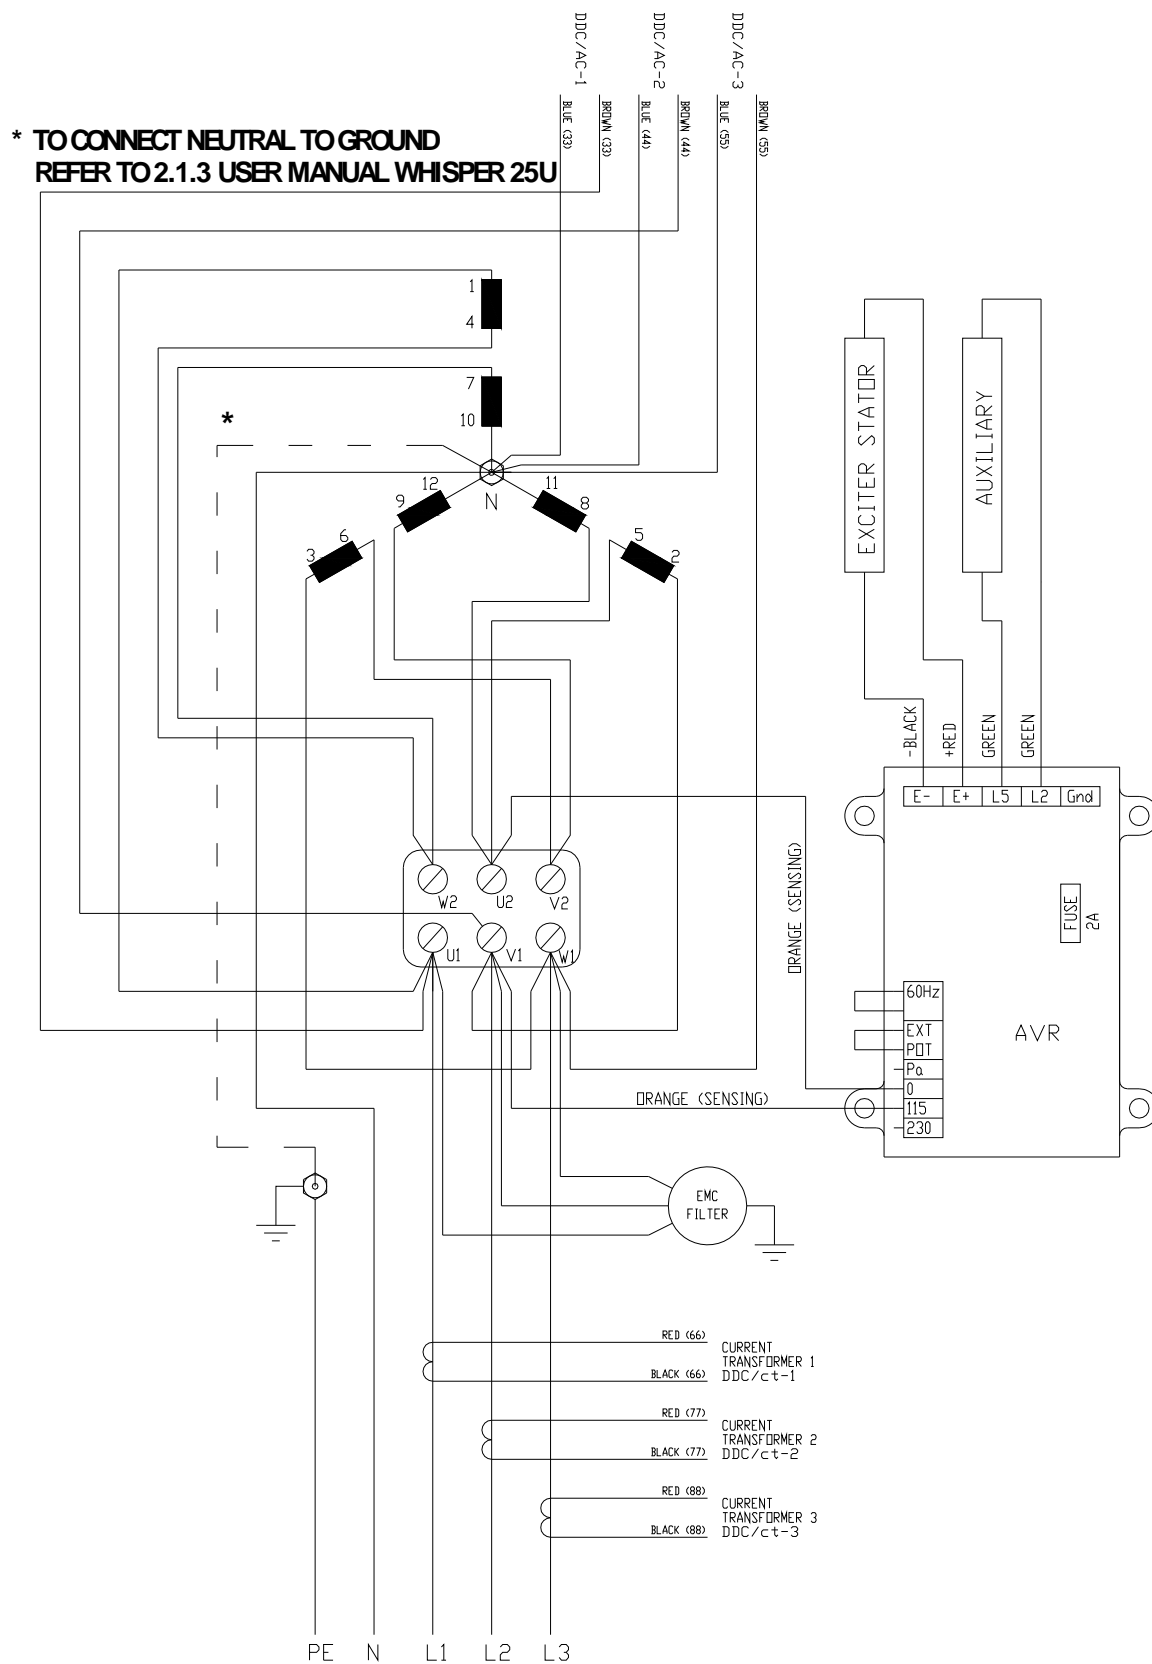 DDC/AC-1
DDC/AC-2
DDC/AC-3
BLUE (33)
BROWN (33)
BLUE (44)
BROWN (44)
BLUE (55)
BROWN (55)
* TO CONNECT NEUTRAL TO GROUND
REFER TO 2.1.3 USER MANUAL WHISPER 25U
1
4
7
10
*
12
9
N
11
8
6
3
5
2
EXCITER STATOR
AUXILIARY
-BLACK
+RED
GREEN
GREEN
E- E+ L5 L2 Gnd
ORANGE (SENSING)
FUSE
2A
W2 U2 V2
U1 V1 W1
60Hz
EXT
POT
Pa
0
115
230
AVR
ORANGE (SENSING)
EMC
FILTER
RED (66)
BLACK (66)
CURRENT
TRANSFORMER 1
DDC/ct-1
RED (77)
BLACK (77)
CURRENT
TRANSFORMER 2
DDC/ct-2
RED (88)
BLACK (88)
CURRENT
TRANSFORMER 3
DDC/ct-3
PE N L1 L2 L3